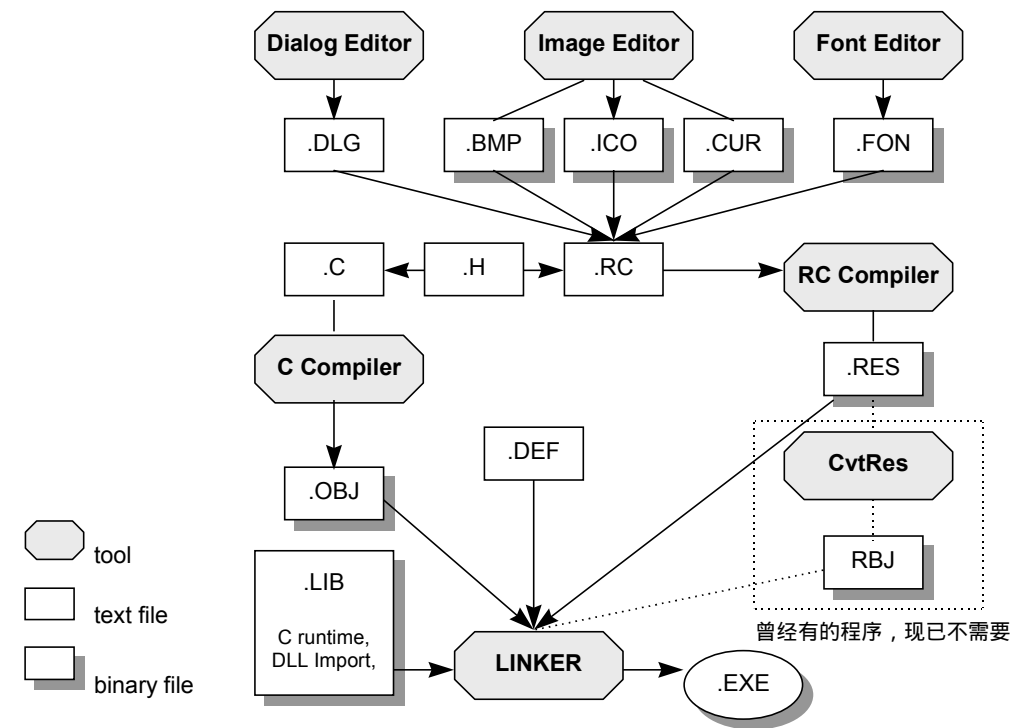 Dialog Editor
Image Editor
Font Editor
.DLG
.BMP
.ICO
.CUR
.FON
.C
.H
.RC
RC Compiler
C Compiler
.RES
.DEF
CvtRes
.OBJ
RBJ
tool
.LIB
C runtime,
DLL Import,
text file
曾经有的程序，现已不需要
LINKER
.EXE
binary file